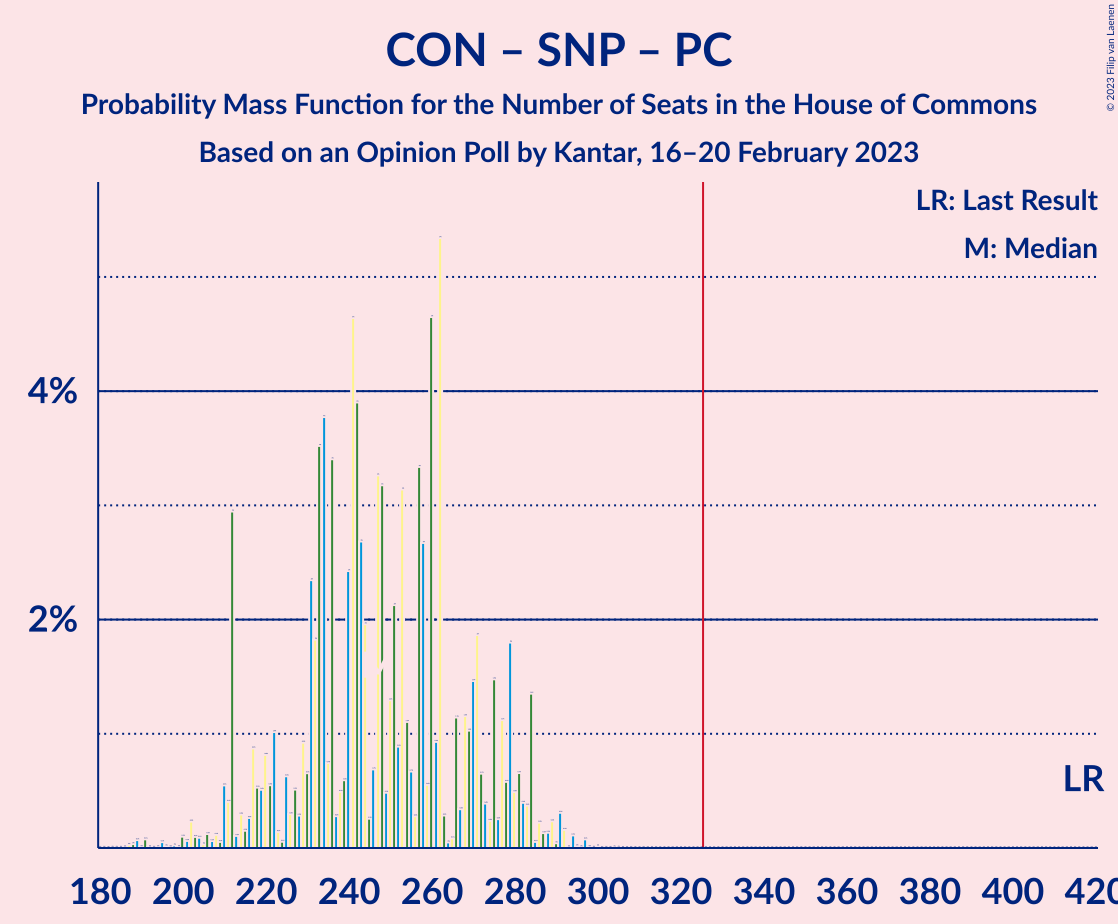 CON – SNP – PC
Probability Mass Function for the Number of Seats in the House of Commons
Based on an Opinion Poll by Kantar, 16–20 February 2023
© 2023 Filip van Laenen
LR: Last Result
M: Median
4%
2%
LR
180 200 220 240 260 280 300 320 340 360 380 400 420